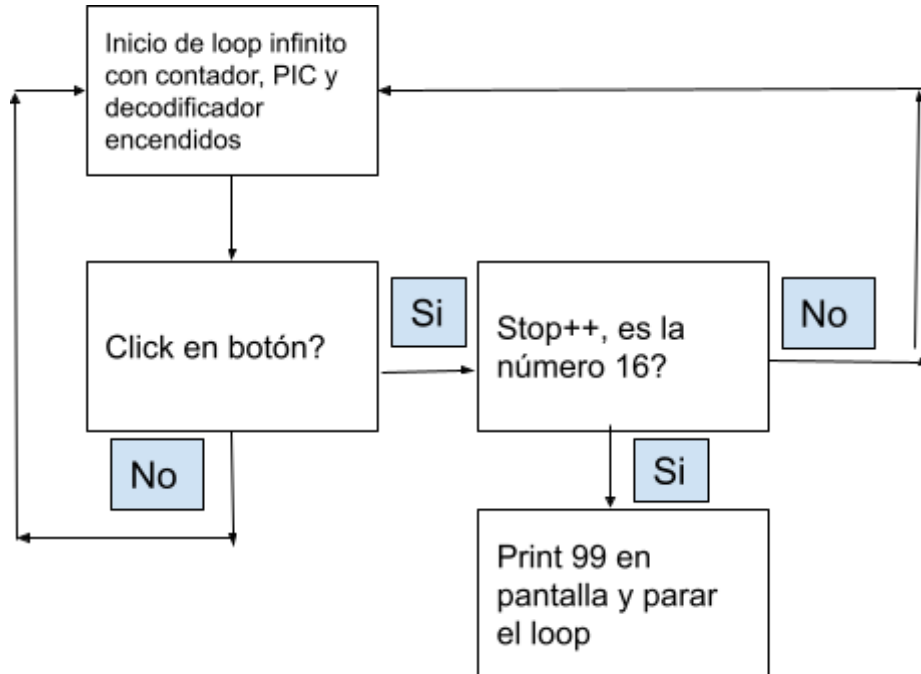 Inicio de loop infinito
con contador, PIC y
decodificador
encendidos
Click en botón?
Si
Stop++, es la
número 16?
No
No
Si
Print 99 en
pantalla y parar
el loop